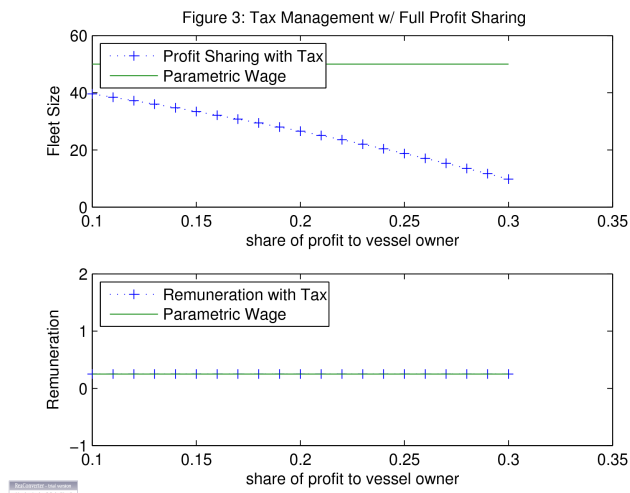 Figure 3: Tax Management w/ Full Profit Sharing
60
40
20
0
Fleet Size
Profit Sharing with Tax
Parametric Wage
0.1 0.15 0.2 0.25 0.3 0.35
share of profit to vessel owner
2
1
0
−1
Remuneration
Remuneration with Tax
Parametric Wage
0.1 0.15 0.2 0.25 0.3 0.35
share of profit to vessel owner